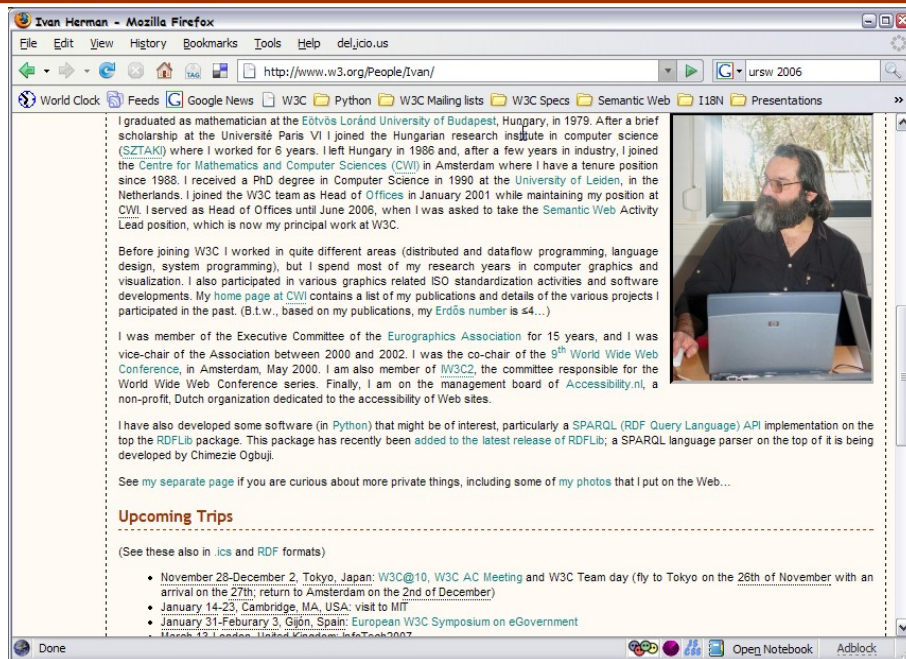 Ivan Herman - Mozilla Firefox
File Edit View History Bookmarks Tools Help del.icio.us
TAG http://www.w3.org/People/Ivan/ G ursw 2006
World Clock Feeds Google News W3C Python W3C Mailing lists W3C Specs Semantic Web I18N Presentations »
I graduated as mathematician at the Eötvös Loránd University of Budapest, Hungary, in 1979. After a brief
scholarship at the Université Paris VI I joined the Hungarian research institute in computer science
(SZTAKI) where I worked for 6 years. I left Hungary in 1986 and, after a few years in industry, I joined
the Centre for Mathematics and Computer Sciences (CWI) in Amsterdam where I have a tenure position
since 1988. I received a PhD degree in Computer Science in 1990 at the University of Leiden, in the
Netherlands. I joined the W3C team as Head of Offices in January 2001 while maintaining my position at
CWI. I served as Head of Offices until June 2006, when I was asked to take the Semantic Web Activity
Lead position, which is now my principal work at W3C.
Before joining W3C I worked in quite different areas (distributed and dataflow programming, language
design, system programming), but I spend most of my research years in computer graphics and
visualization. I also participated in various graphics related ISO standardization activities and software
developments. My home page at CWI contains a list of my publications and details of the various projects I
participated in the past. (B.t.w., based on my publications, my Erdős number is ≤4…)
I was member of the Executive Committee of the Eurographics Association for 15 years, and I was
vice-chair of the Association between 2000 and 2002. I was the co-chair of the 9th World Wide Web
Conference, in Amsterdam, May 2000. I am also member of IW3C2, the committee responsible for the
World Wide Web Conference series. Finally, I am on the management board of Accessibility.nl, a
non-profit, Dutch organization dedicated to the accessibility of Web sites.
I have also developed some software (in Python) that might be of interest, particularly a SPARQL (RDF Query Language) API implementation on the
top the RDFLib package. This package has recently been added to the latest release of RDFLib; a SPARQL language parser on the top of it is being
developed by Chimezie Ogbuji.
See my separate page if you are curious about more private things, including some of my photos that I put on the Web…
Upcoming Trips
(See these also in .ics and RDF formats)
• November 28-December 2, Tokyo, Japan: W3C@10, W3C AC Meeting and W3C Team day (fly to Tokyo on the 26th of November with an
arrival on the 27th; return to Amsterdam on the 2nd of December)
• January 14-23, Cambridge, MA, USA: visit to MIT
• January 31-Feburary 3, Gijón, Spain: European W3C Symposium on eGovernment
• March 13 London, United Kingdom: InfoTech2007
Done JS CSS Open Notebook Adblock